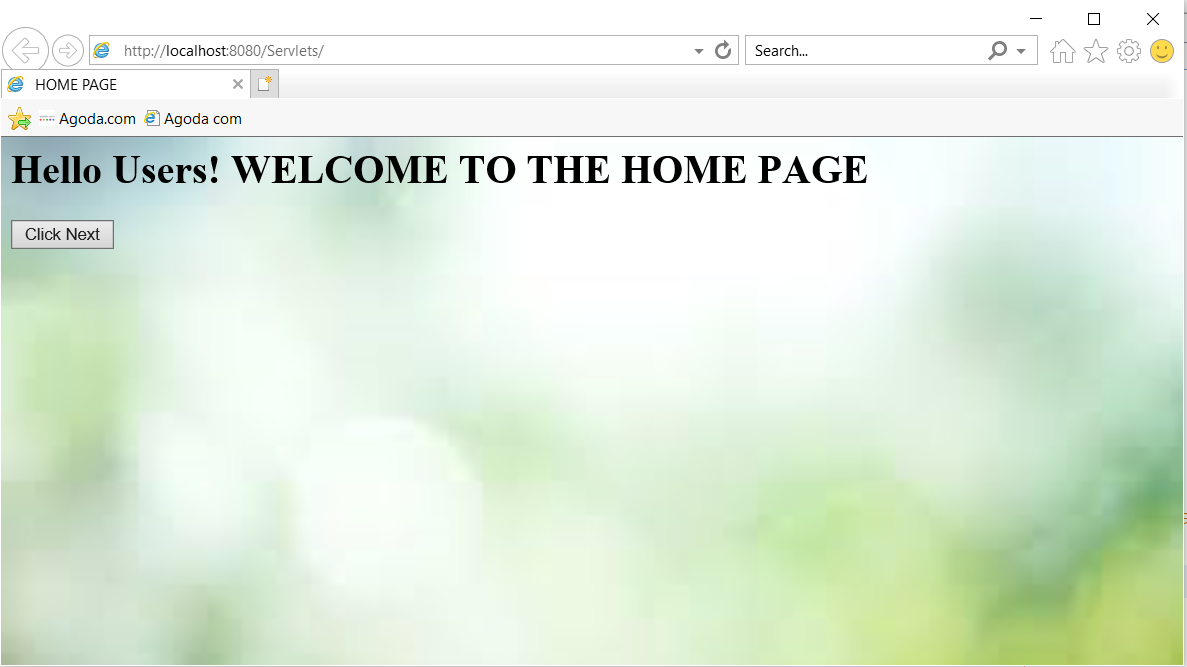 http://localhost:8080/Servlets/
Search...
HOME PAGE
Agoda.com Agoda com
Hello Users! WELCOME TO THE HOME PAGE
Click Next